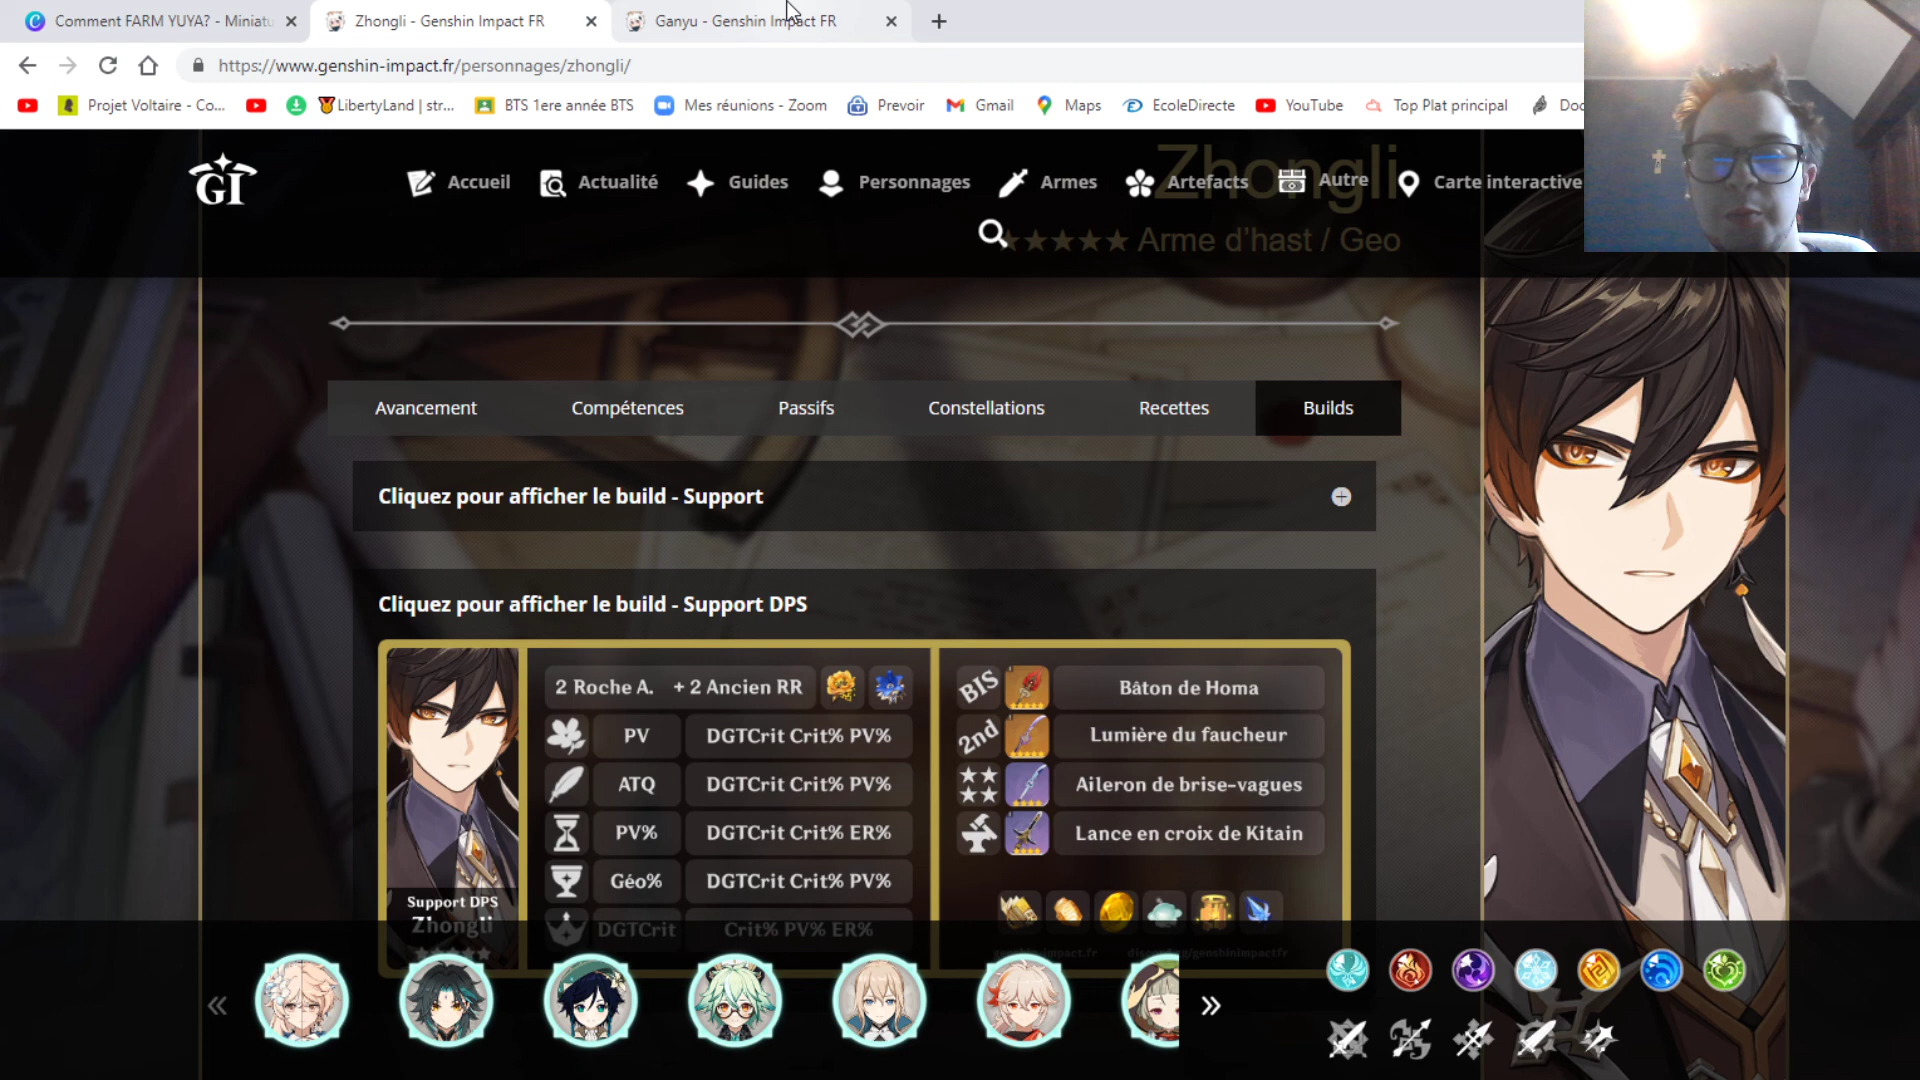 Comment FARM YUYA? - Miniatu
Zhongli - Genshin Impact FR
Ganyu - Genshin Impact FR
https://www.genshin-impact.fr/personnages/zhongli/
Projet Voltaire - Co...
LibertyLand | str...
BTS 1ere année BTS
Mes réunions - Zoom
Prevoir
Gmail
Maps
EcoleDirecte
YouTube
Top Plat principal
Doc
GI
Accueil
Actualité
Guides
Personnages
Armes
Artefacts
Autre
Carte interactive
Zhongli
★★★★★ Arme d'hast / Geo
Avancement
Compétences
Passifs
Constellations
Recettes
Builds
Cliquez pour afficher le build - Support
Cliquez pour afficher le build - Support DPS
2 Roche A. + 2 Ancien RR
PV DGTCrit Crit% PV%
ATQ DGTCrit Crit% PV%
PV% DGTCrit Crit% ER%
Géo% DGTCrit Crit% PV%
DGTCrit Crit% PV% ER%
BIS Bâton de Homa
2nd Lumière du faucheur
Aileron de brise-vagues
Lance en croix de Kitain
Support DPS
Zhongli